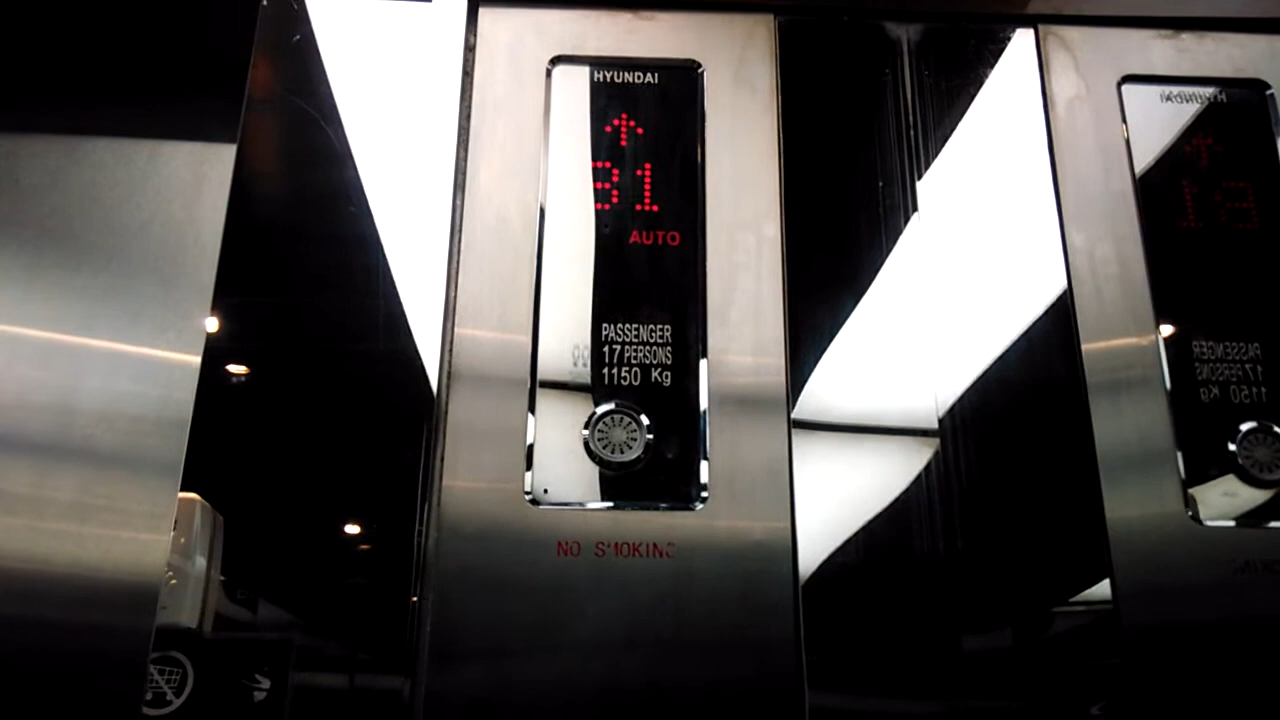 HYUNDAI
↑
B1
AUTO
PASSENGER
17 PERSONS
1150 Kg
NO SMOKING